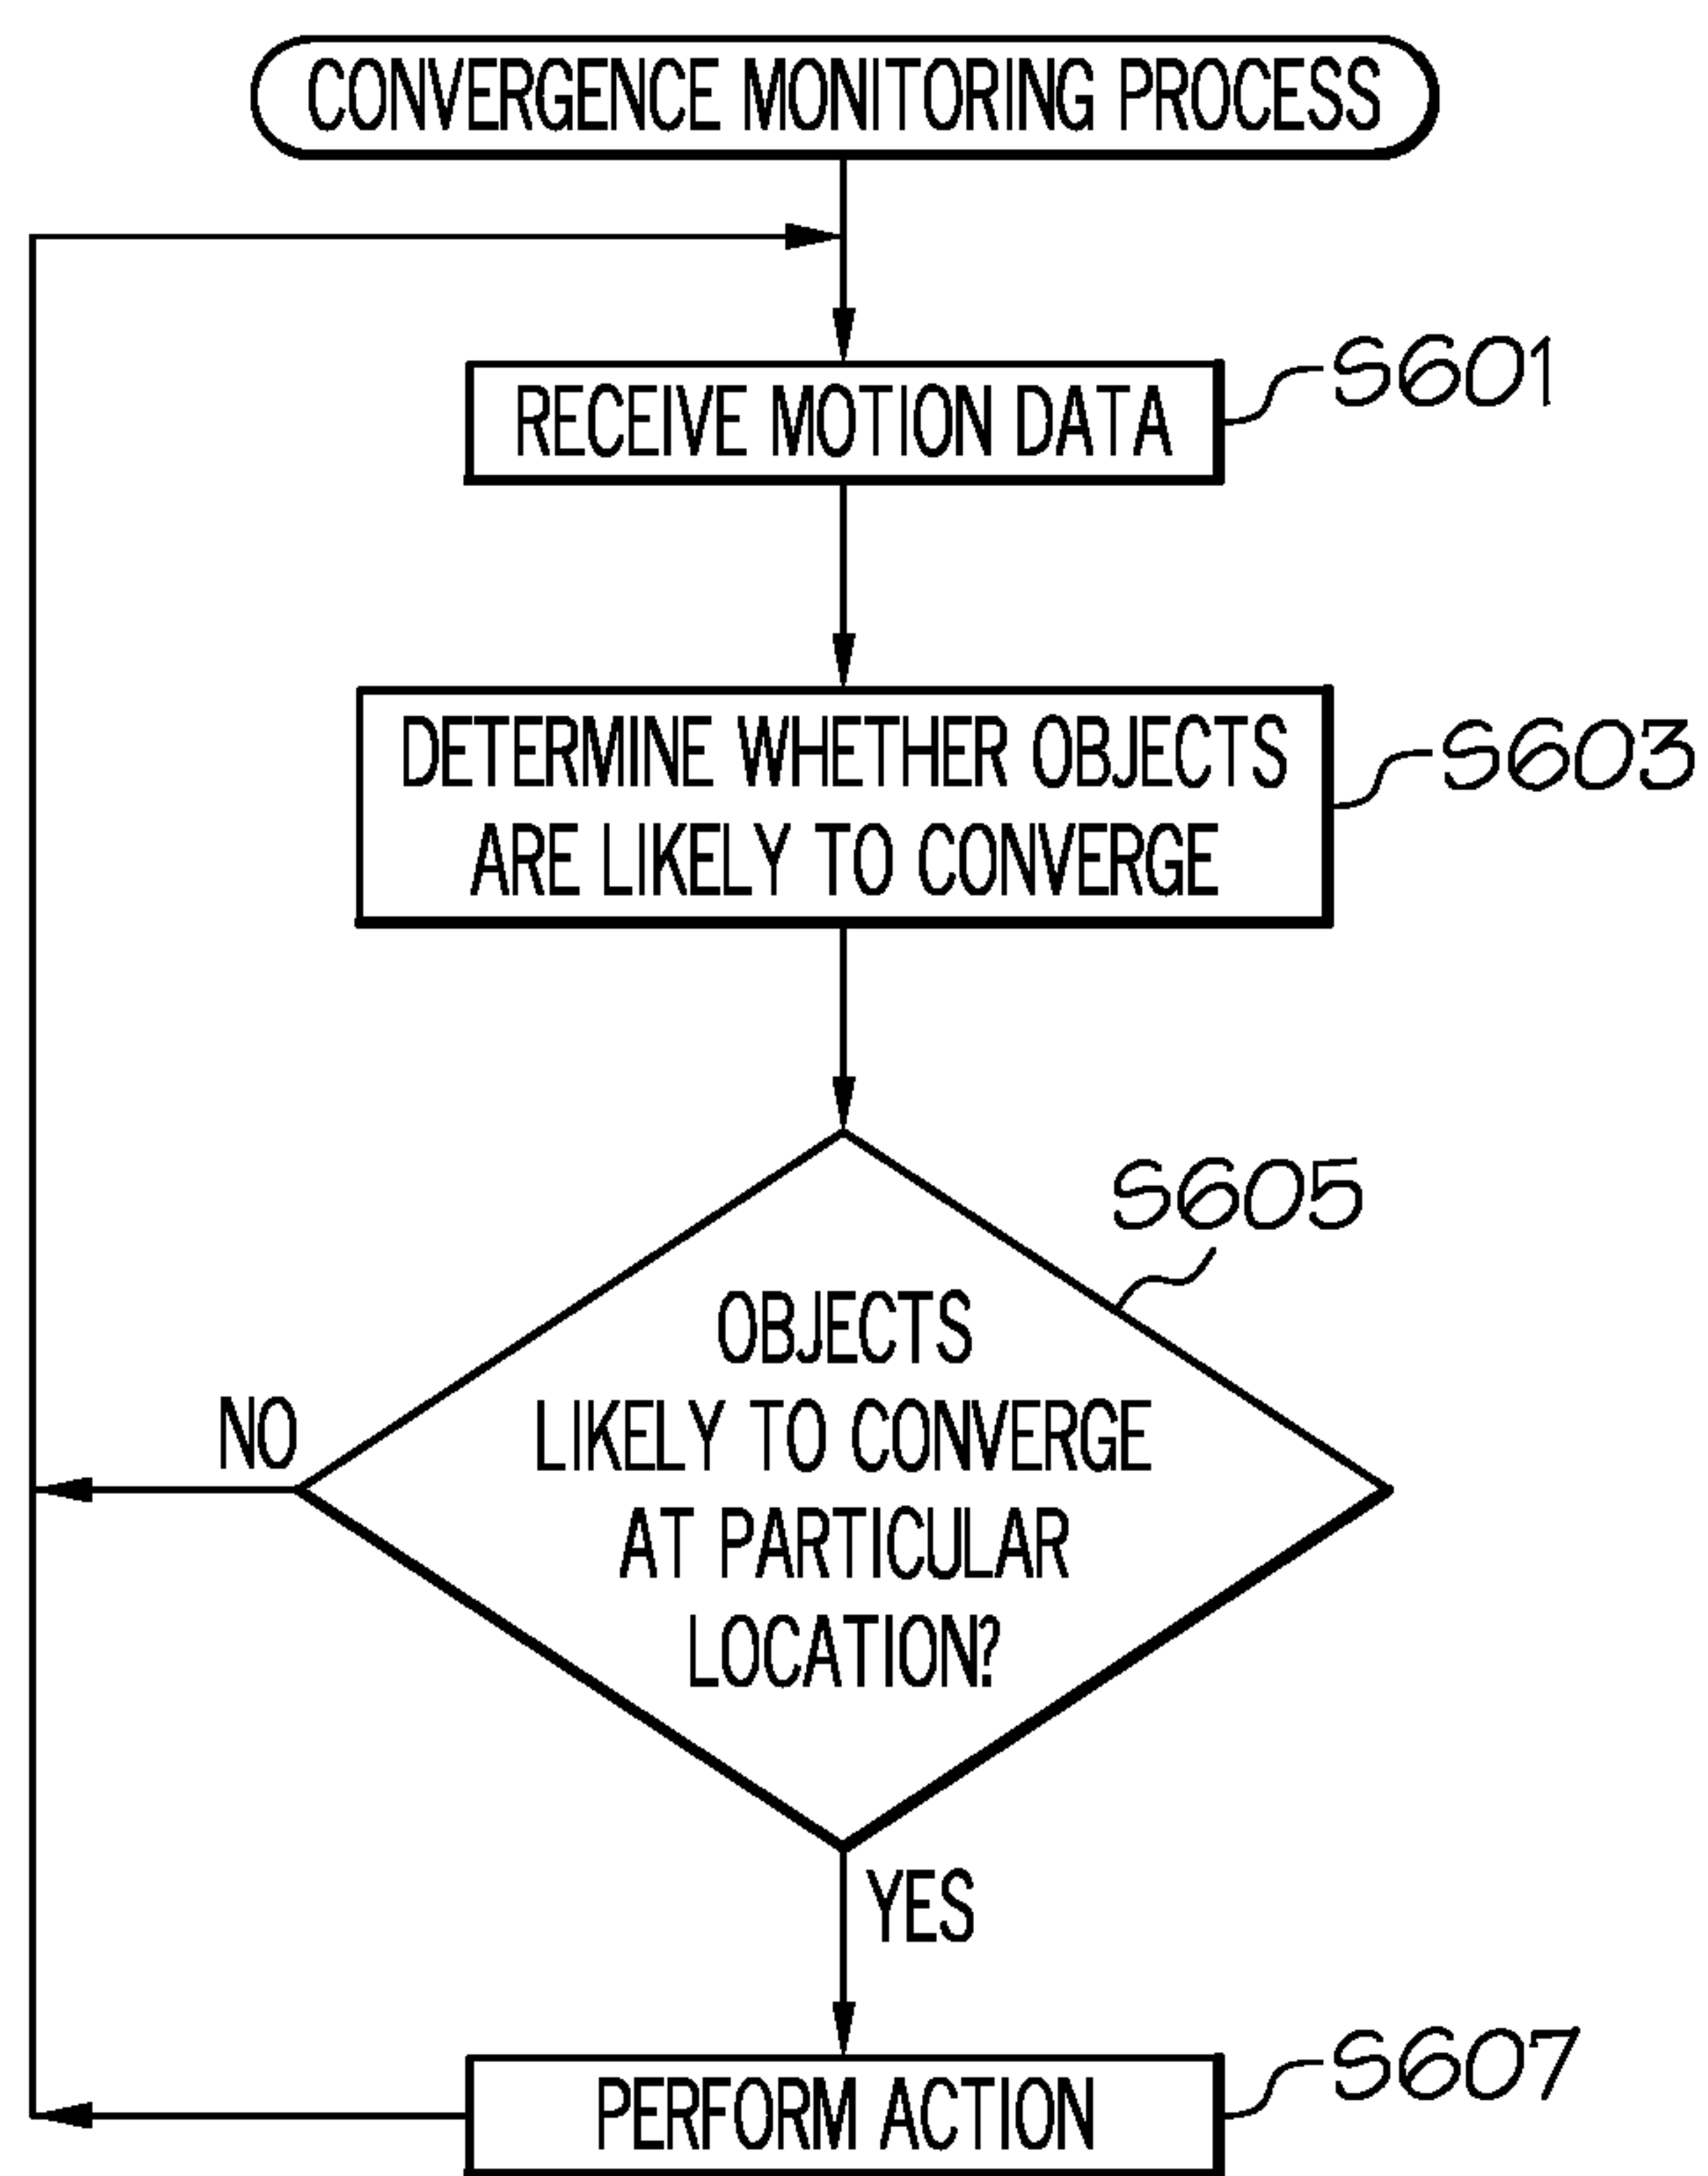 CONVERGENCE MONITORING PROCESS
RECEIVE MOTION DATA
S601
DETERMINE WHETHER OBJECTS
ARE LIKELY TO CONVERGE
S603
S605
OBJECTS
LIKELY TO CONVERGE
AT PARTICULAR
LOCATION?
NO
YES
PERFORM ACTION
S607